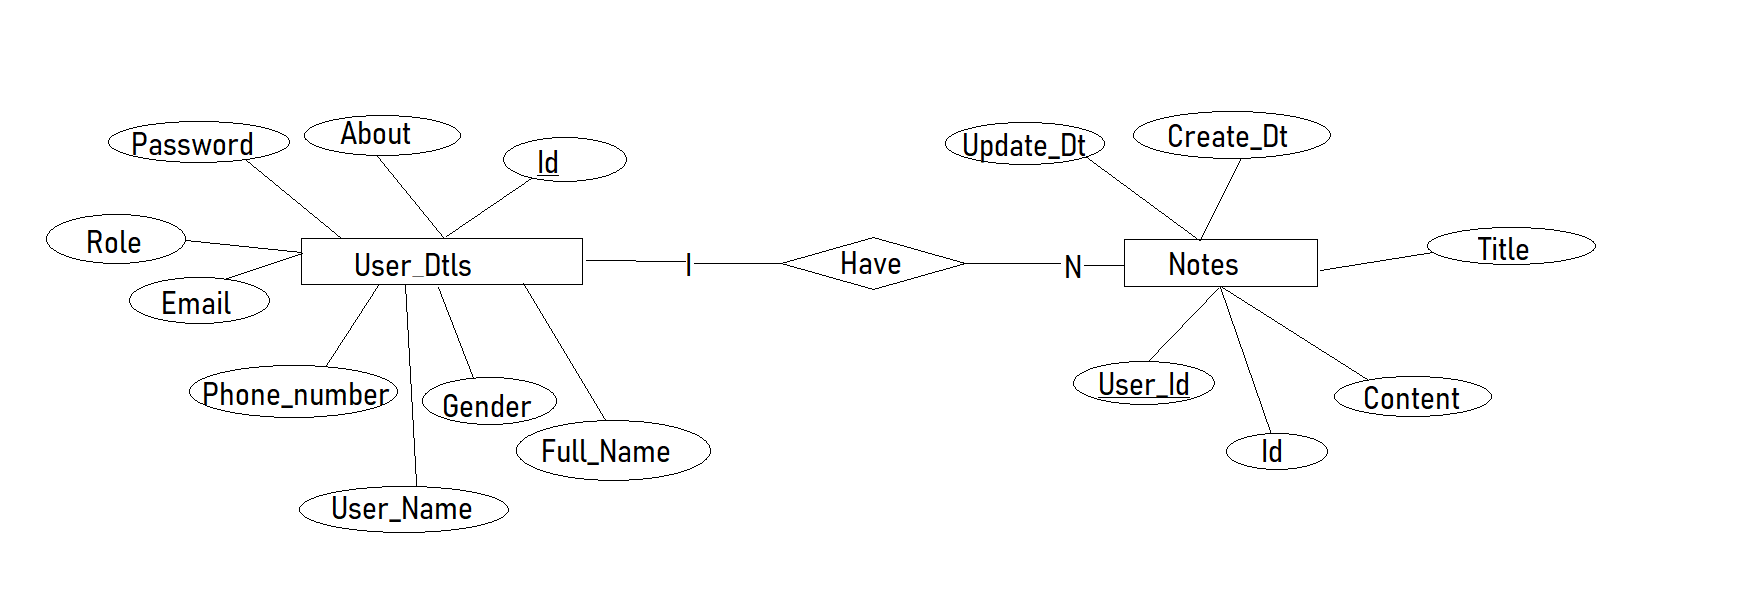 Password
About
Id
Update_Dt
Create_Dt
Role
User_Dtls
I
Have
N
Notes
Title
Email
Phone_number
Gender
Full_Name
User_Name
User_Id
Content
Id